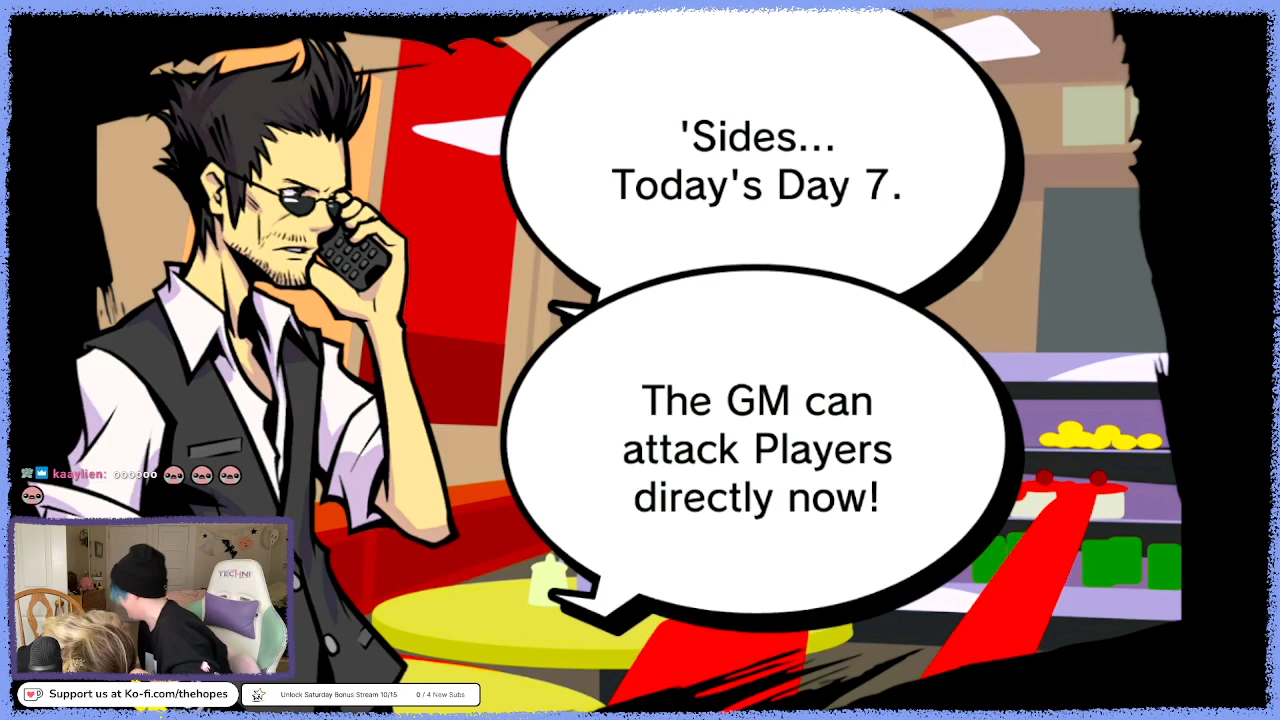 'Sides...
Today's Day 7.
The GM can
attack Players
directly now!
kaaylien: oooooo
TECHNI
Support us at Ko-fi.com/thehopes
Unlock Saturday Bonus Stream 10/15
0 / 4 New Subs